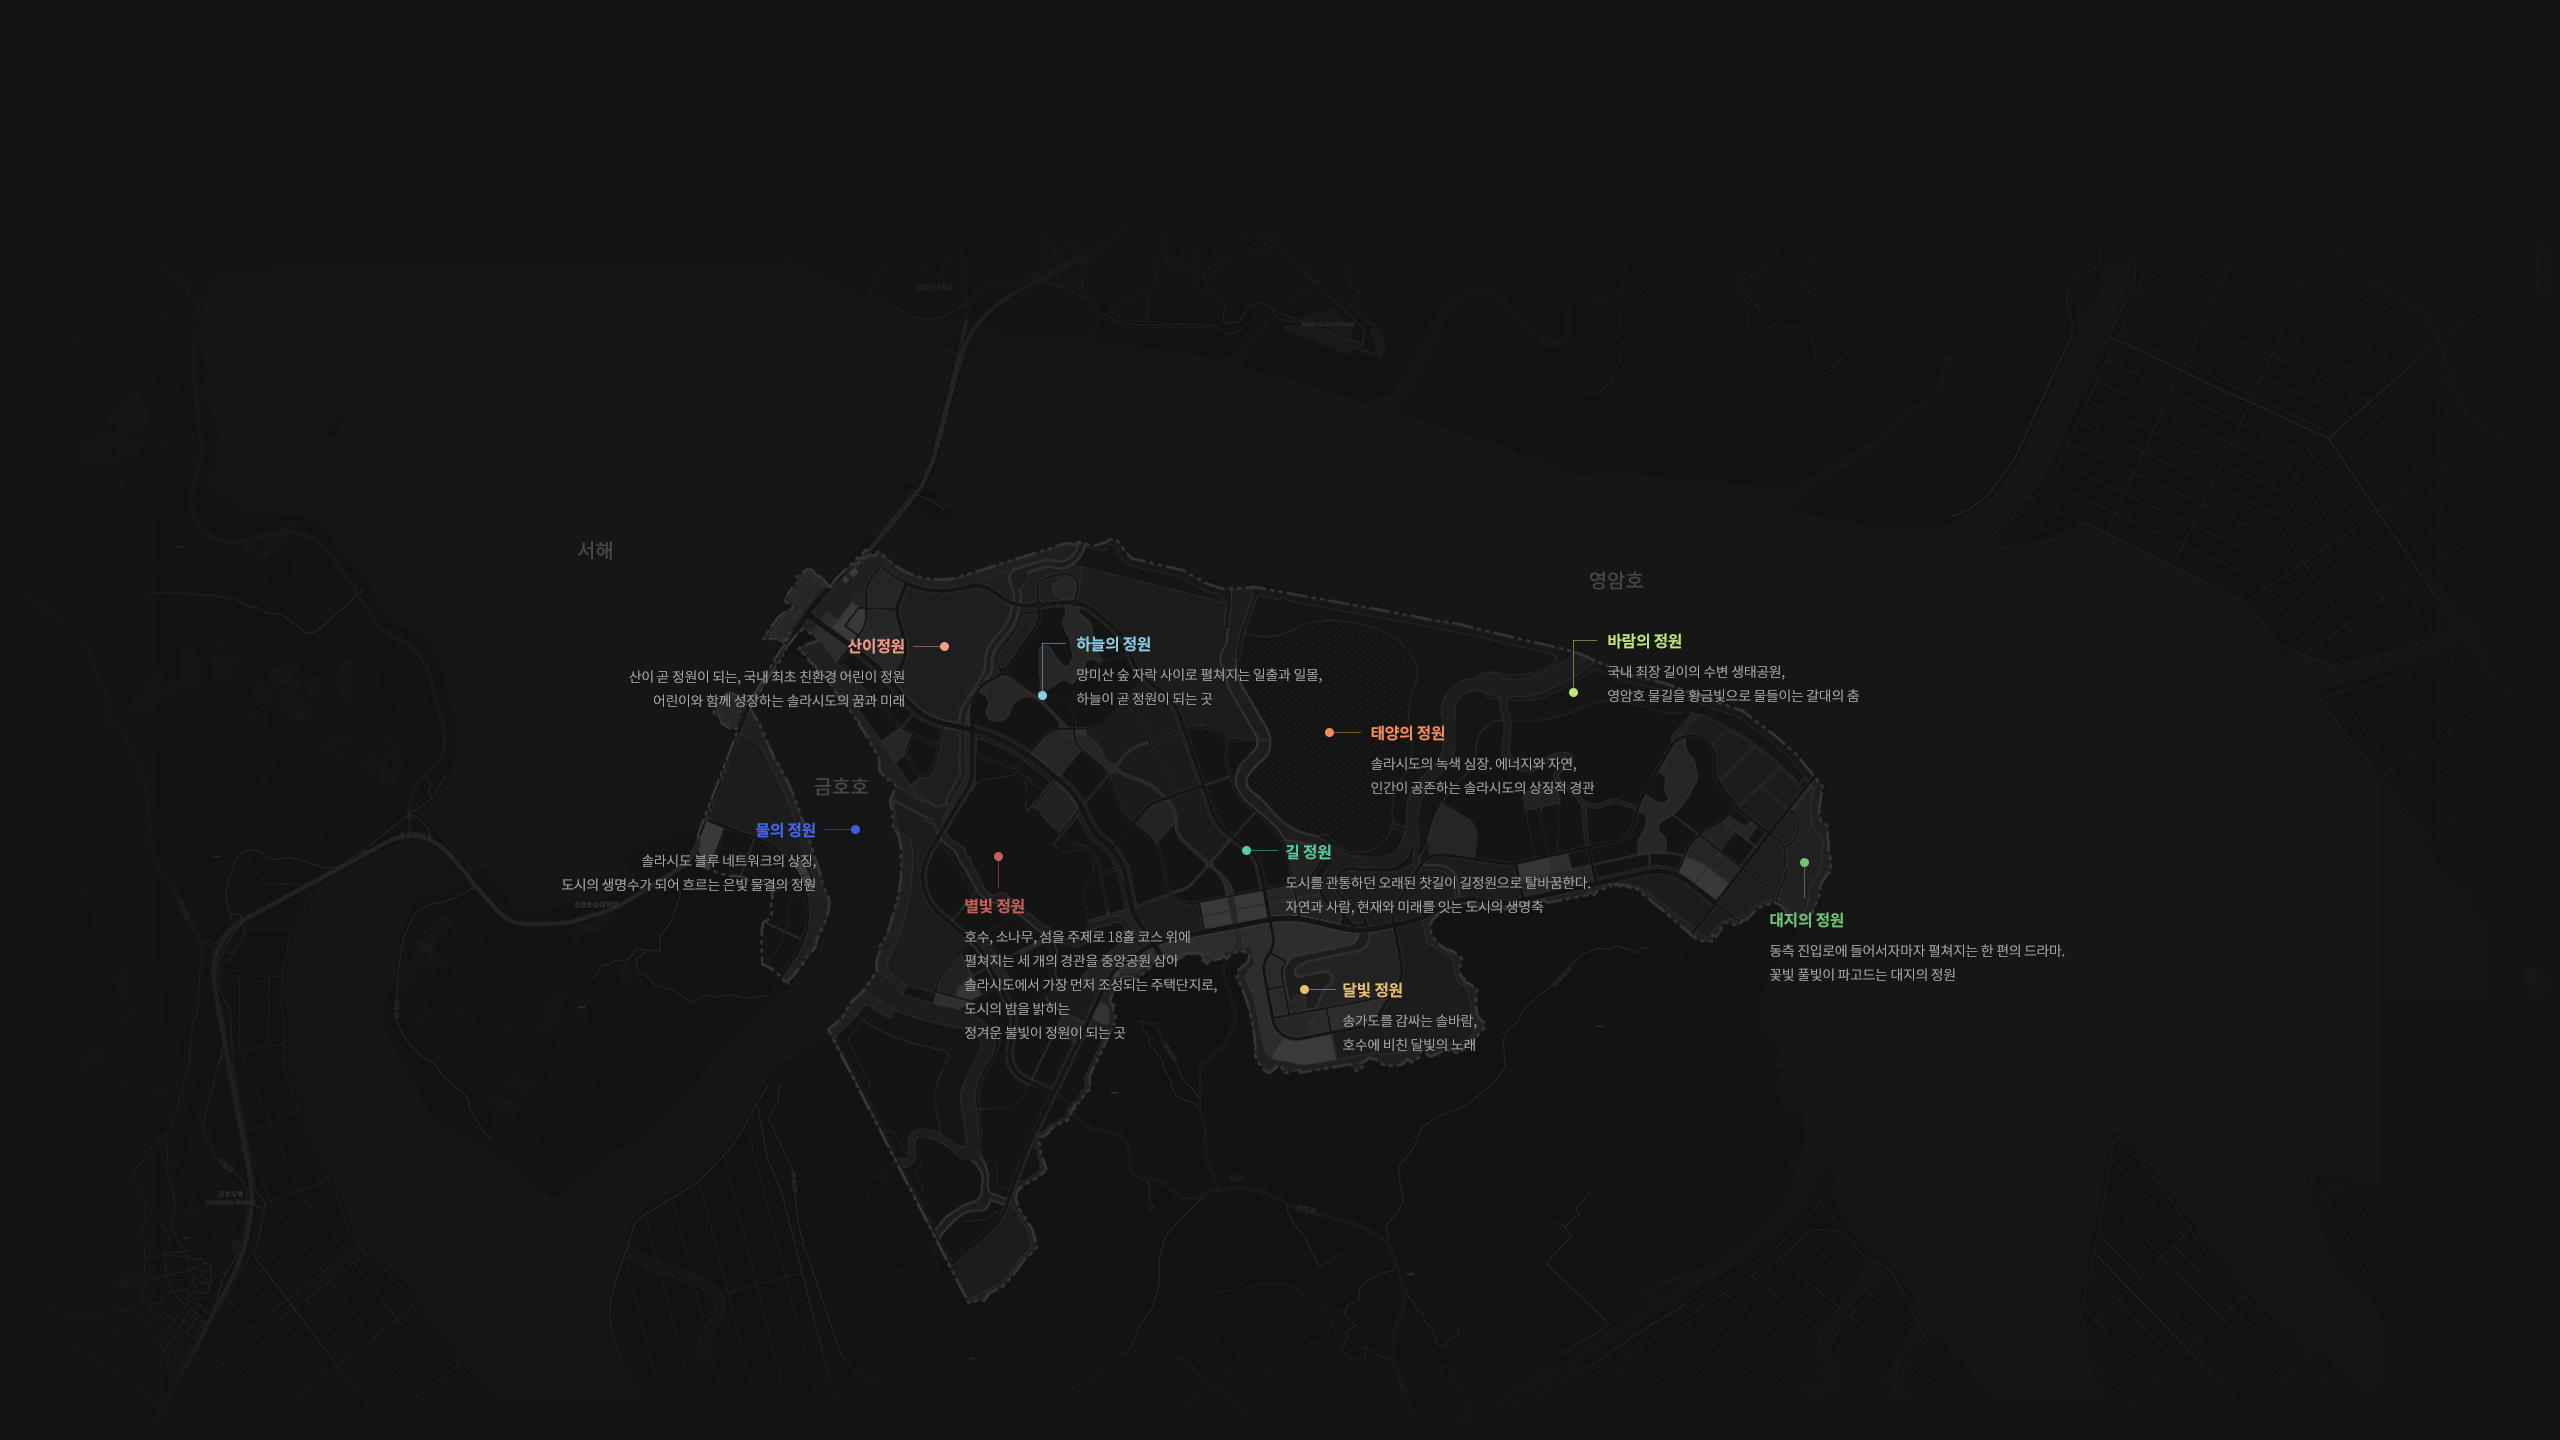 Main Grandstand
서해
영암호
산이정원
산이 곧 정원이 되는, 국내 최초 친환경 어린이 정원
어린이와 함께 성장하는 솔라시도의 꿈과 미래
하늘의 정원
망미산 숲 자락 사이로 펼쳐지는 일출과 일몰,
하늘이 곧 정원이 되는 곳
바람의 정원
국내 최장 길이의 수변 생태공원,
영암호 물길을 황금빛으로 물들이는 갈대의 춤
태양의 정원
솔라시도의 녹색 심장. 에너지와 자연,
인간이 공존하는 솔라시도의 상징적 경관
금호호
물의 정원
솔라시도 블루 네트워크의 상징,
도시의 생명수가 되어 흐르는 은빛 물결의 정원
길 정원
도시를 관통하던 오래된 찻길이 길정원으로 탈바꿈한다.
자연과 사람, 현재와 미래를 잇는 도시의 생명축
별빛 정원
호수, 소나무, 섬을 주제로 18홀 코스 위에
펼쳐지는 세 개의 경관을 중앙공원 삼아
솔라시도에서 가장 먼저 조성되는 주택단지로,
도시의 밤을 밝히는
정겨운 불빛이 정원이 되는 곳
대지의 정원
동측 진입로에 들어서자마자 펼쳐지는 한 편의 드라마.
꽃빛 풀빛이 파고드는 대지의 정원
달빛 정원
송가도를 감싸는 솔바람,
호수에 비친 달빛의 노래